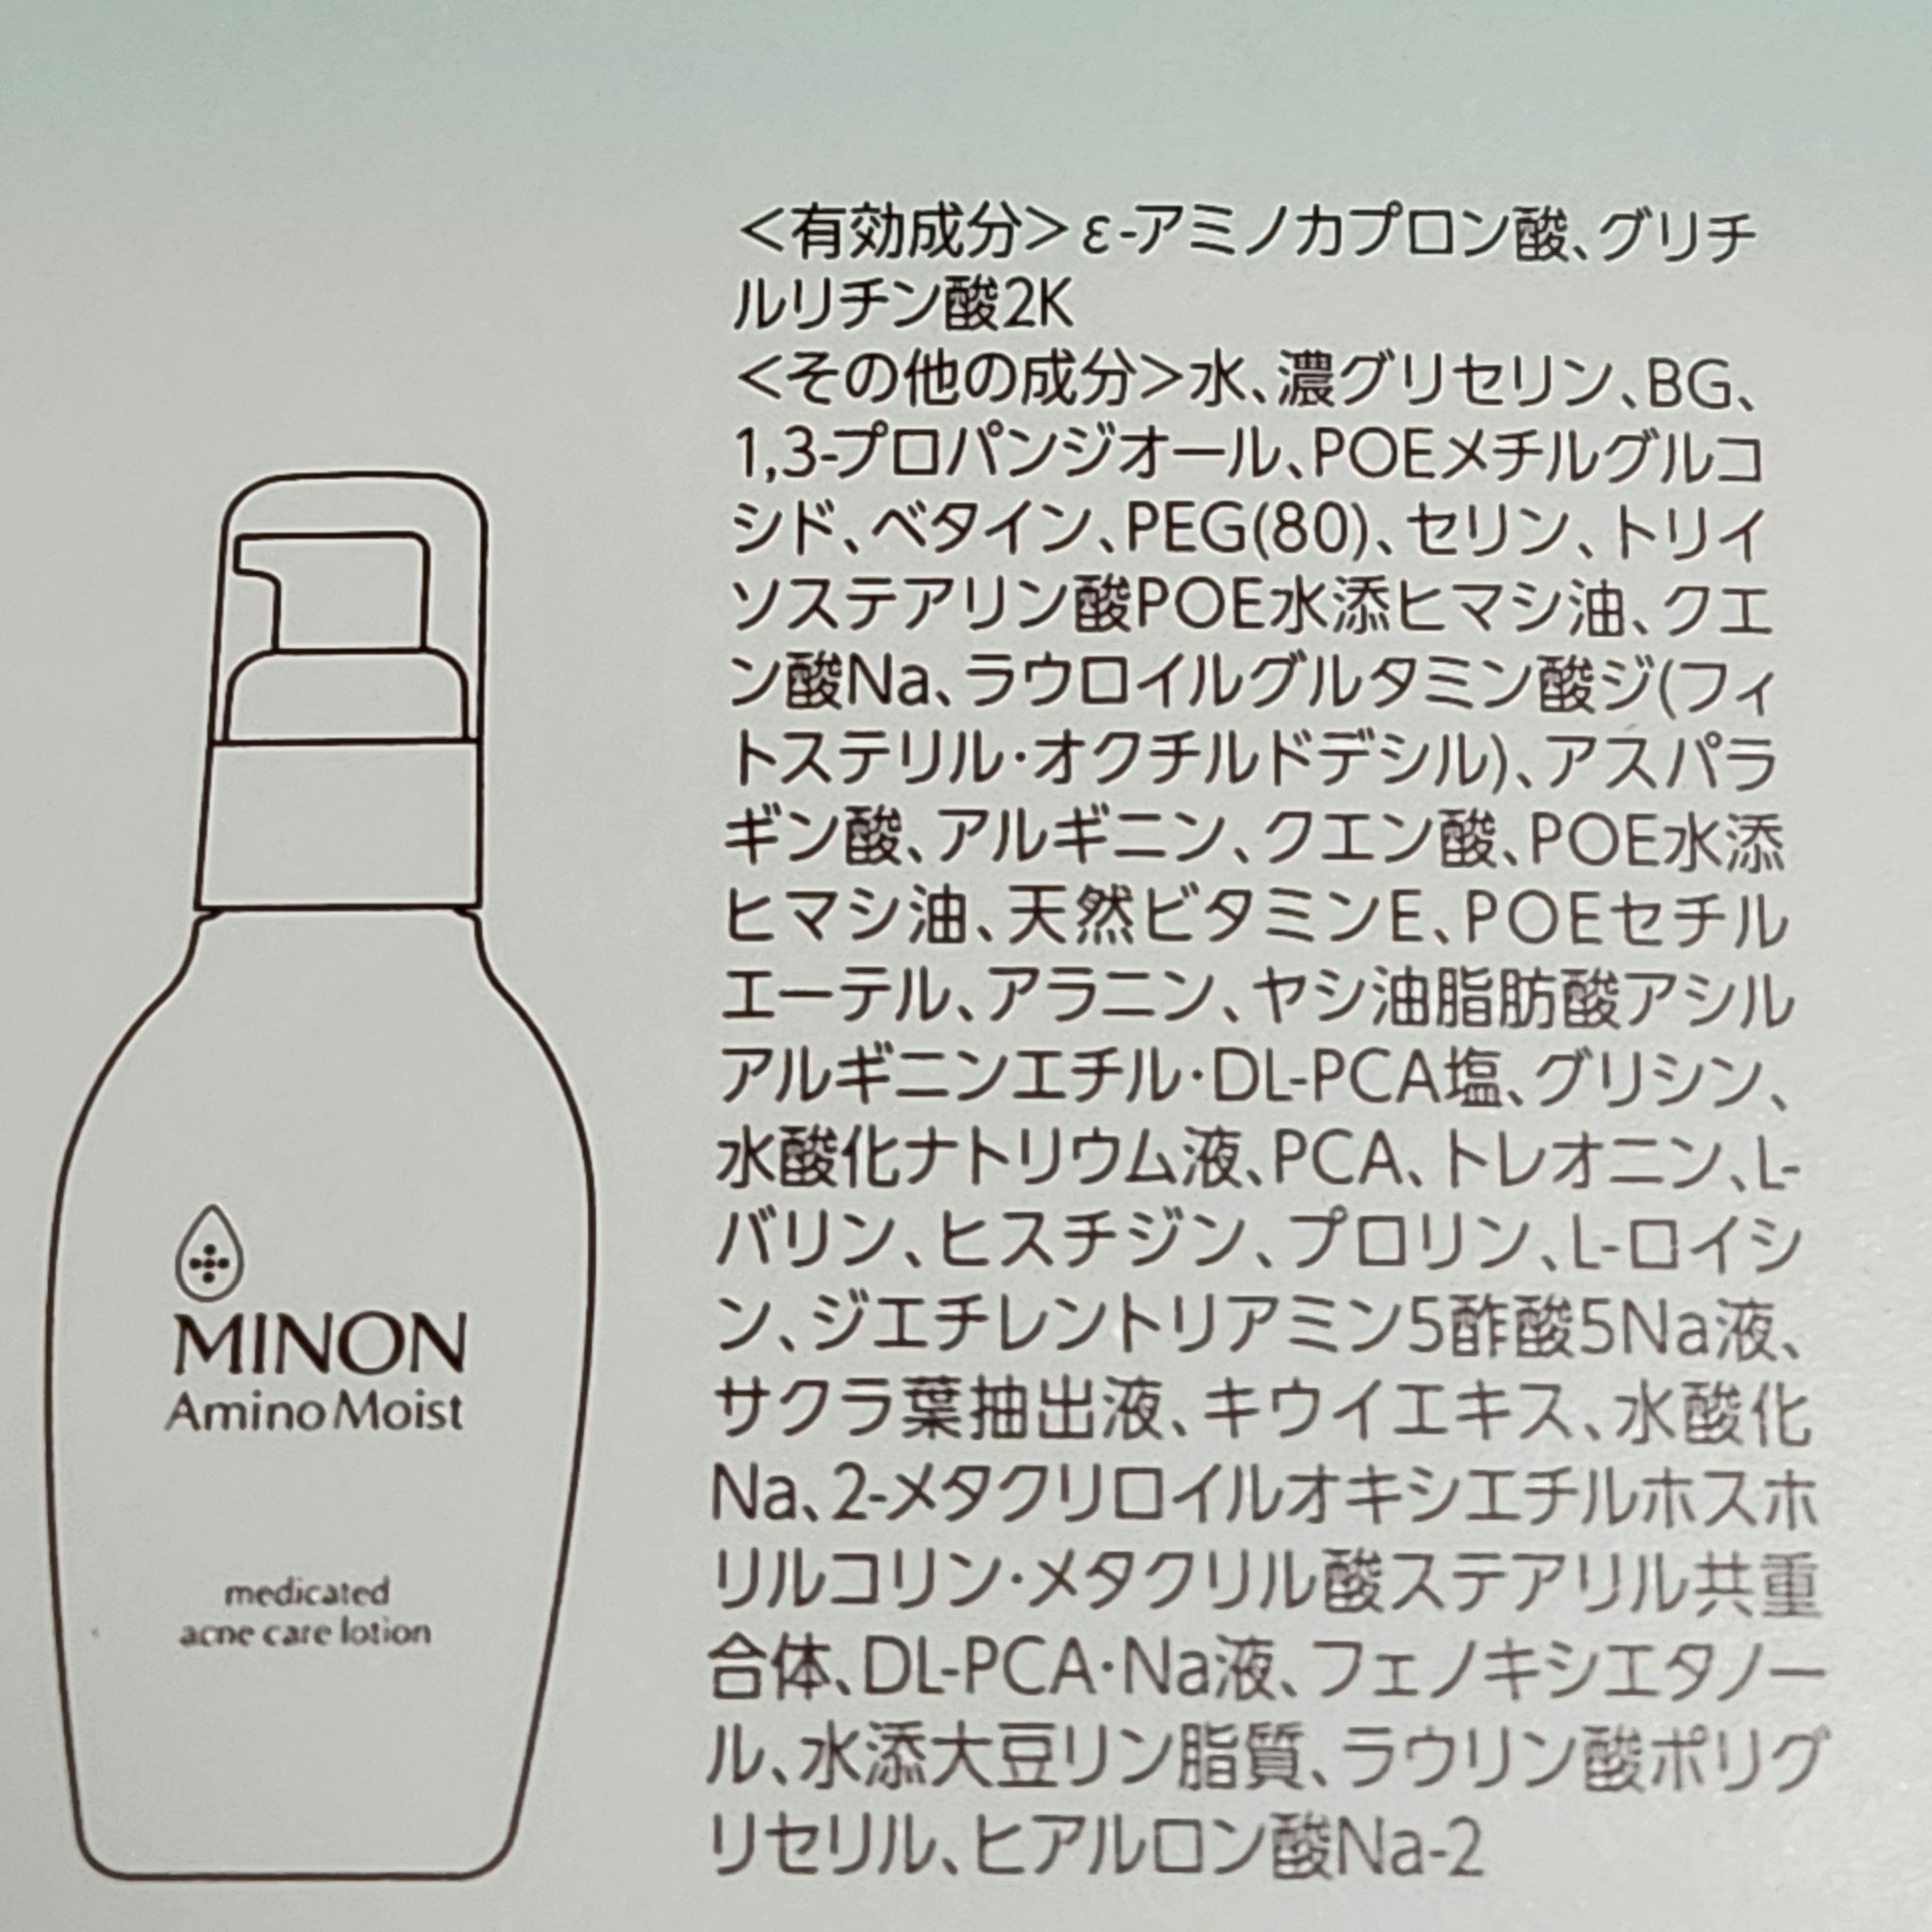 <有効成分>ε-アミノカプロン酸、グリチ
ルリチン酸2K
<その他の成分>水、濃グリセリン、BG、
1,3-プロパンジオール、POEメチルグルコ
シド、ベタイン、PEG(80)、セリン、トリイ
ソステアリン酸POE水添ヒマシ油、クエ
ン酸Na、ラウロイルグルタミン酸ジ(フィ
トステリル・オクチルドデシル)、アスパラ
ギン酸、アルギニン、クエン酸、POE水添
ヒマシ油、天然ビタミンE、POEセチル
エーテル、アラニン、ヤシ油脂肪酸アシル
アルギニンエチル・DL-PCA塩、グリシン、
水酸化ナトリウム液、PCA、トレオニン、L-
バリン、ヒスチジン、プロリン、L-ロイシ
ン、ジエチレントリアミン5酢酸5Na液、
サクラ葉抽出液、キウイエキス、水酸化
Na、2-メタクリロイルオキシエチルホスホ
リルコリン・メタクリル酸ステアリル共重
合体、DL-PCA・Na液、フェノキシエタノー
ル、水添大豆リン脂質、ラウリン酸ポリグ
リセリル、ヒアルロン酸Na-2
MINON
Amino Moist
medicated
acne care lotion